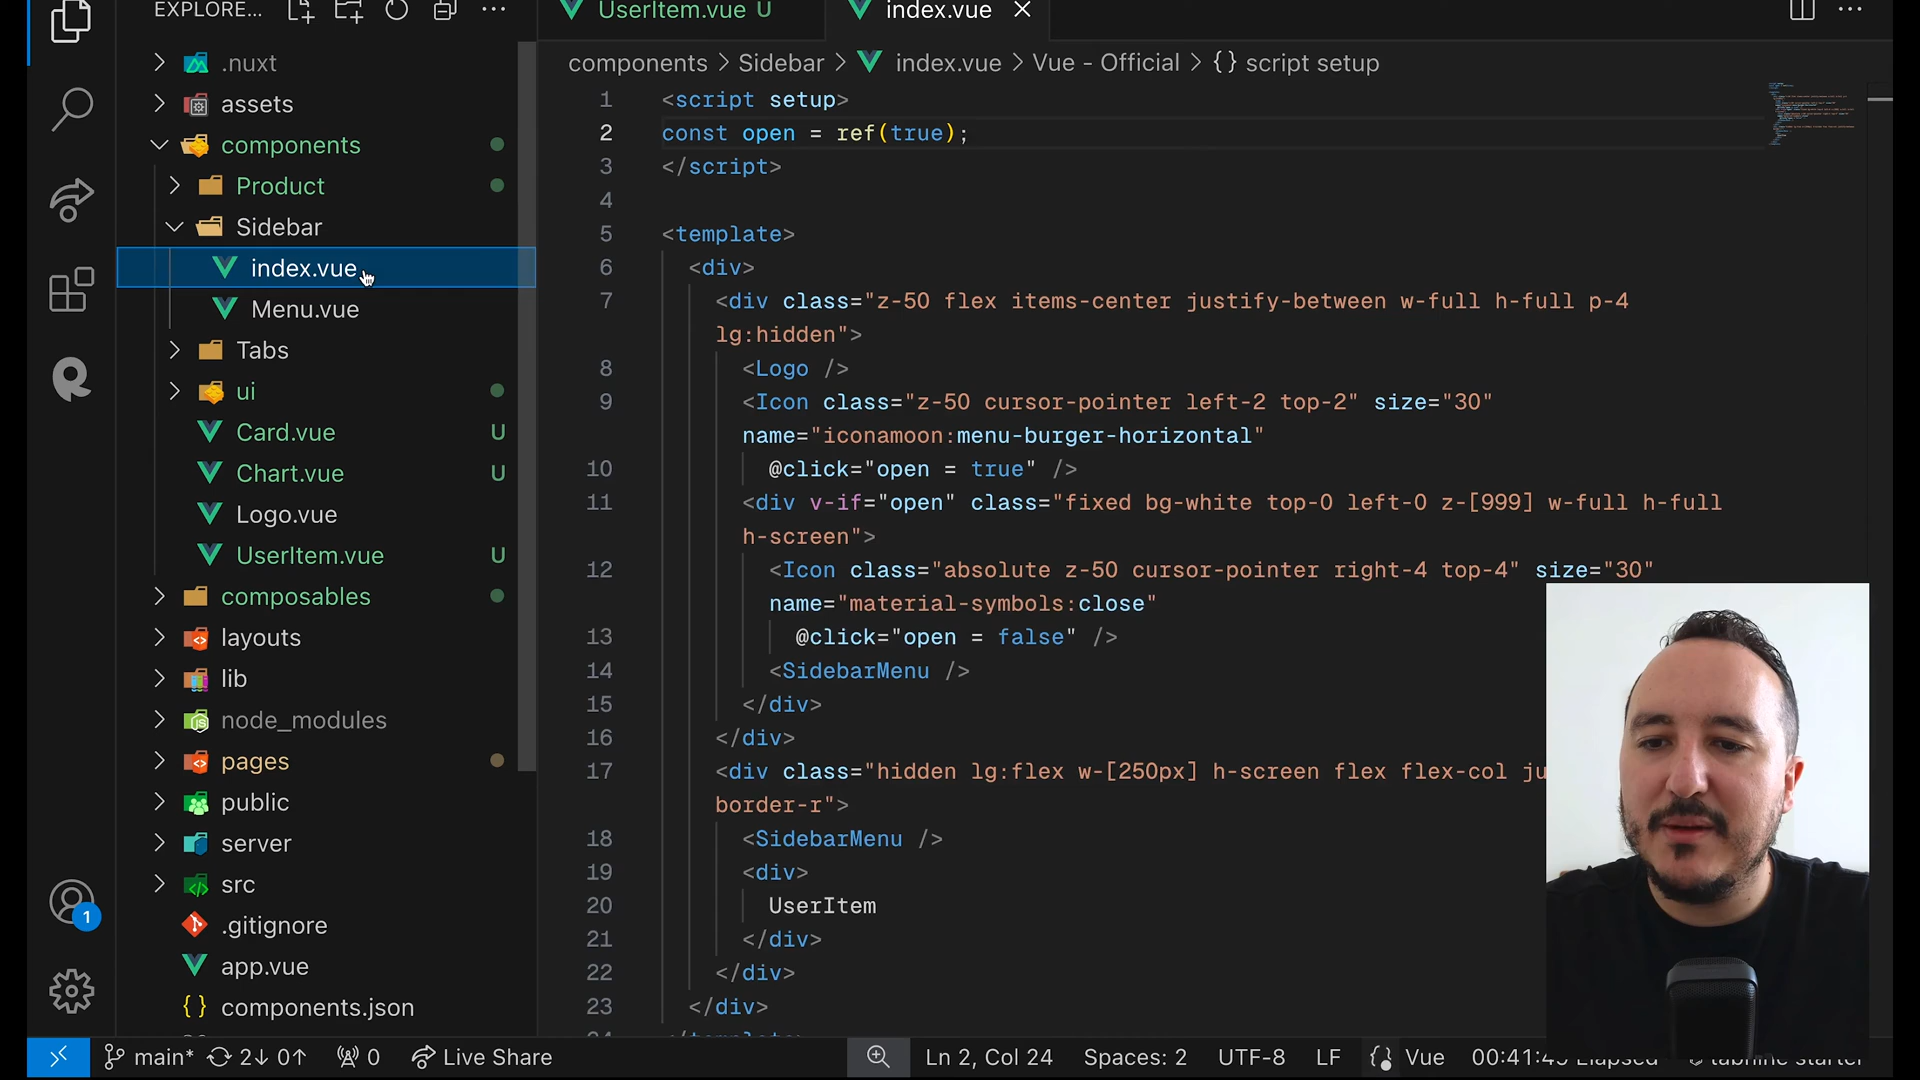 EXPLORE...
.nuxt
assets
components
Product
Sidebar
index.vue
Menu.vue
Tabs
ui
Card.vue U
Chart.vue U
Logo.vue
UserItem.vue U
composables
layouts
lib
node_modules
pages
public
server
src
.gitignore
app.vue
components.json
1
UserItem.vue U
index.vue
components > Sidebar > index.vue > Vue - Official > {} script setup
1 <script setup>
2 const open = ref(true);
3 </script>
4
5 <template>
6 <div>
7 <div class="z-50 flex items-center justify-between w-full h-full p-4
lg:hidden">
8 <Logo />
9 <Icon class="z-50 cursor-pointer left-2 top-2" size="30"
name="iconamoon:menu-burger-horizontal"
10 @click="open = true" />
11 <div v-if="open" class="fixed bg-white top-0 left-0 z-[999] w-full h-full
h-screen">
12 <Icon class="absolute z-50 cursor-pointer right-4 top-4" size="30"
name="material-symbols:close"
13 @click="open = false" />
14 <SidebarMenu />
15 </div>
16 </div>
17 <div class="hidden lg:flex w-[250px] h-screen flex flex-col ju
border-r">
18 <SidebarMenu />
19 <div>
20 UserItem
21 </div>
22 </div>
23 </div>
main* 2↓ 0↑ 0 Live Share Ln 2, Col 24 Spaces: 2 UTF-8 LF Vue